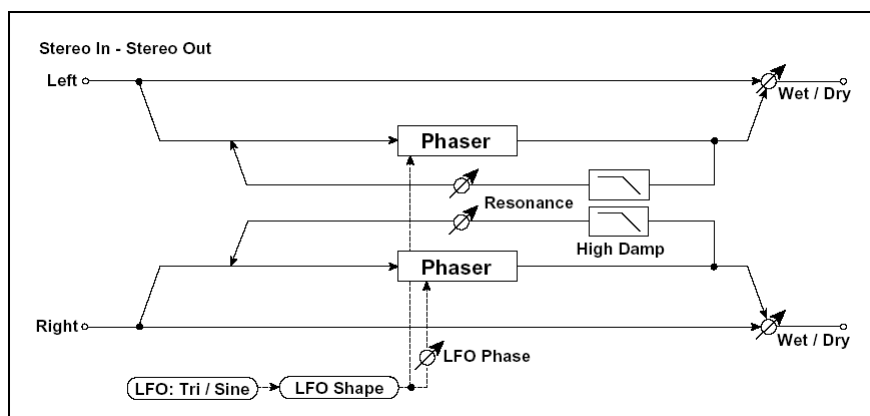 Stereo In - Stereo Out
Left
Wet / Dry
Phaser
Resonance
High Damp
Phaser
Right
Wet / Dry
LFO Phase
LFO: Tri / Sine
LFO Shape